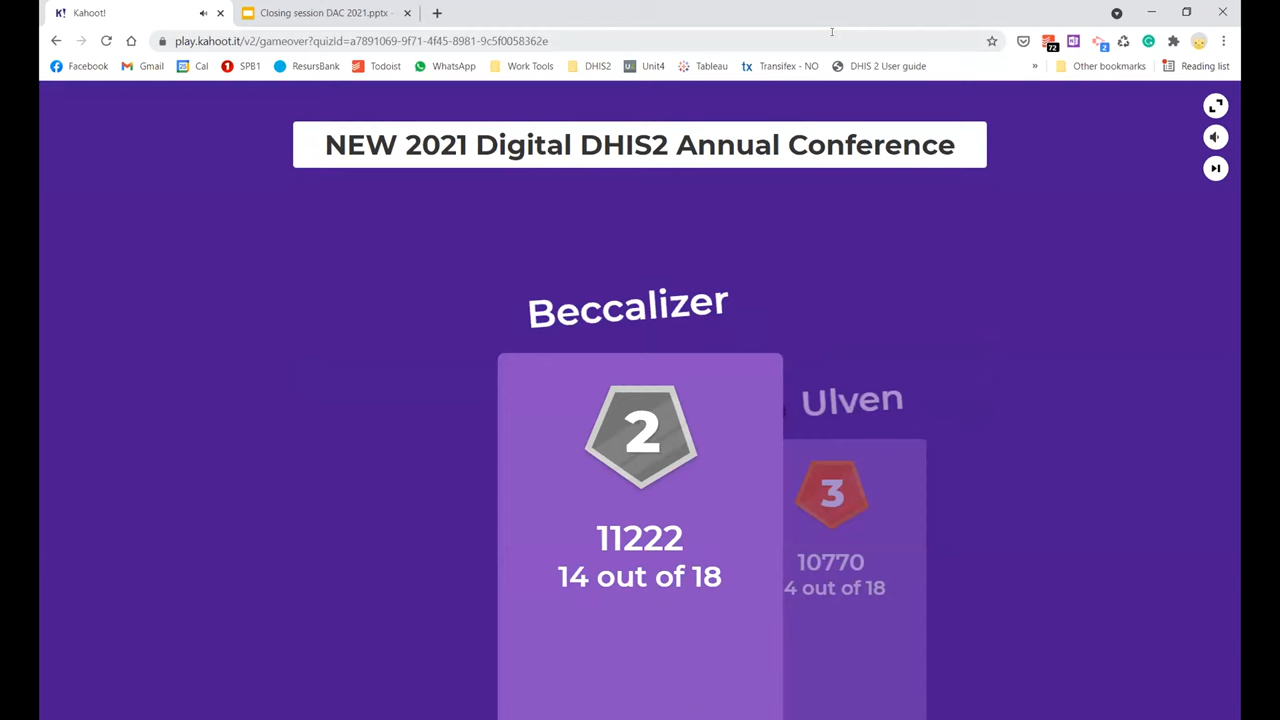 K! Kahoot!
Closing session DAC 2021.pptx -
play.kahoot.it/v2/gameover?quizId=a7891069-9f71-4f45-8981-9c5f0058362e
72
2
Facebook Gmail Cal SPB1 ResursBank Todoist WhatsApp Work Tools DHIS2 Unit4 Tableau tx Transifex - NO DHIS 2 User guide » Other bookmarks Reading list
NEW 2021 Digital DHIS2 Annual Conference
Beccalizer
2
11222
14 out of 18
Ulven
3
10770
4 out of 18